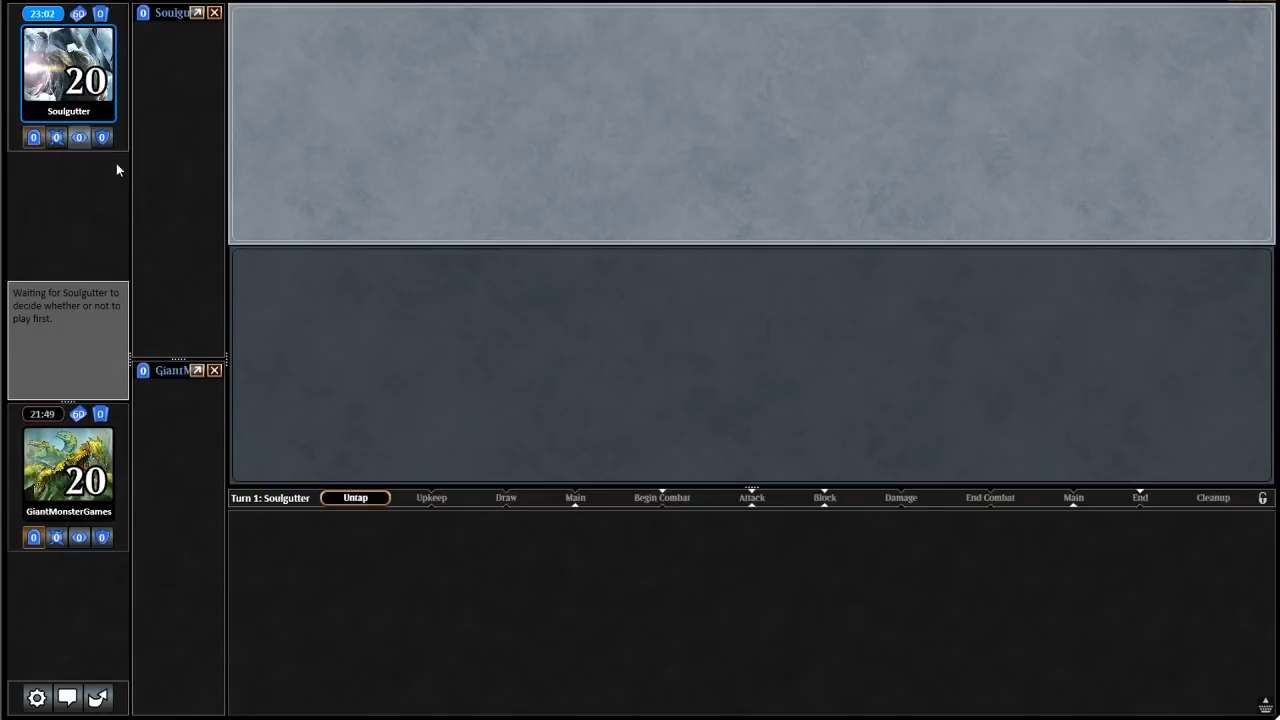 23:02 60 0
20
Soulgutter
0 0 0 0
0 Soulgu
Waiting for Soulgutter to
decide whether or not to
play first.
21:49 60 0
20
GiantMonsterGames
0 0 0 0
0 GiantM
Turn 1: Soulgutter Untap Upkeep Draw Main Begin Combat Attack Block Damage End Combat Main End Cleanup